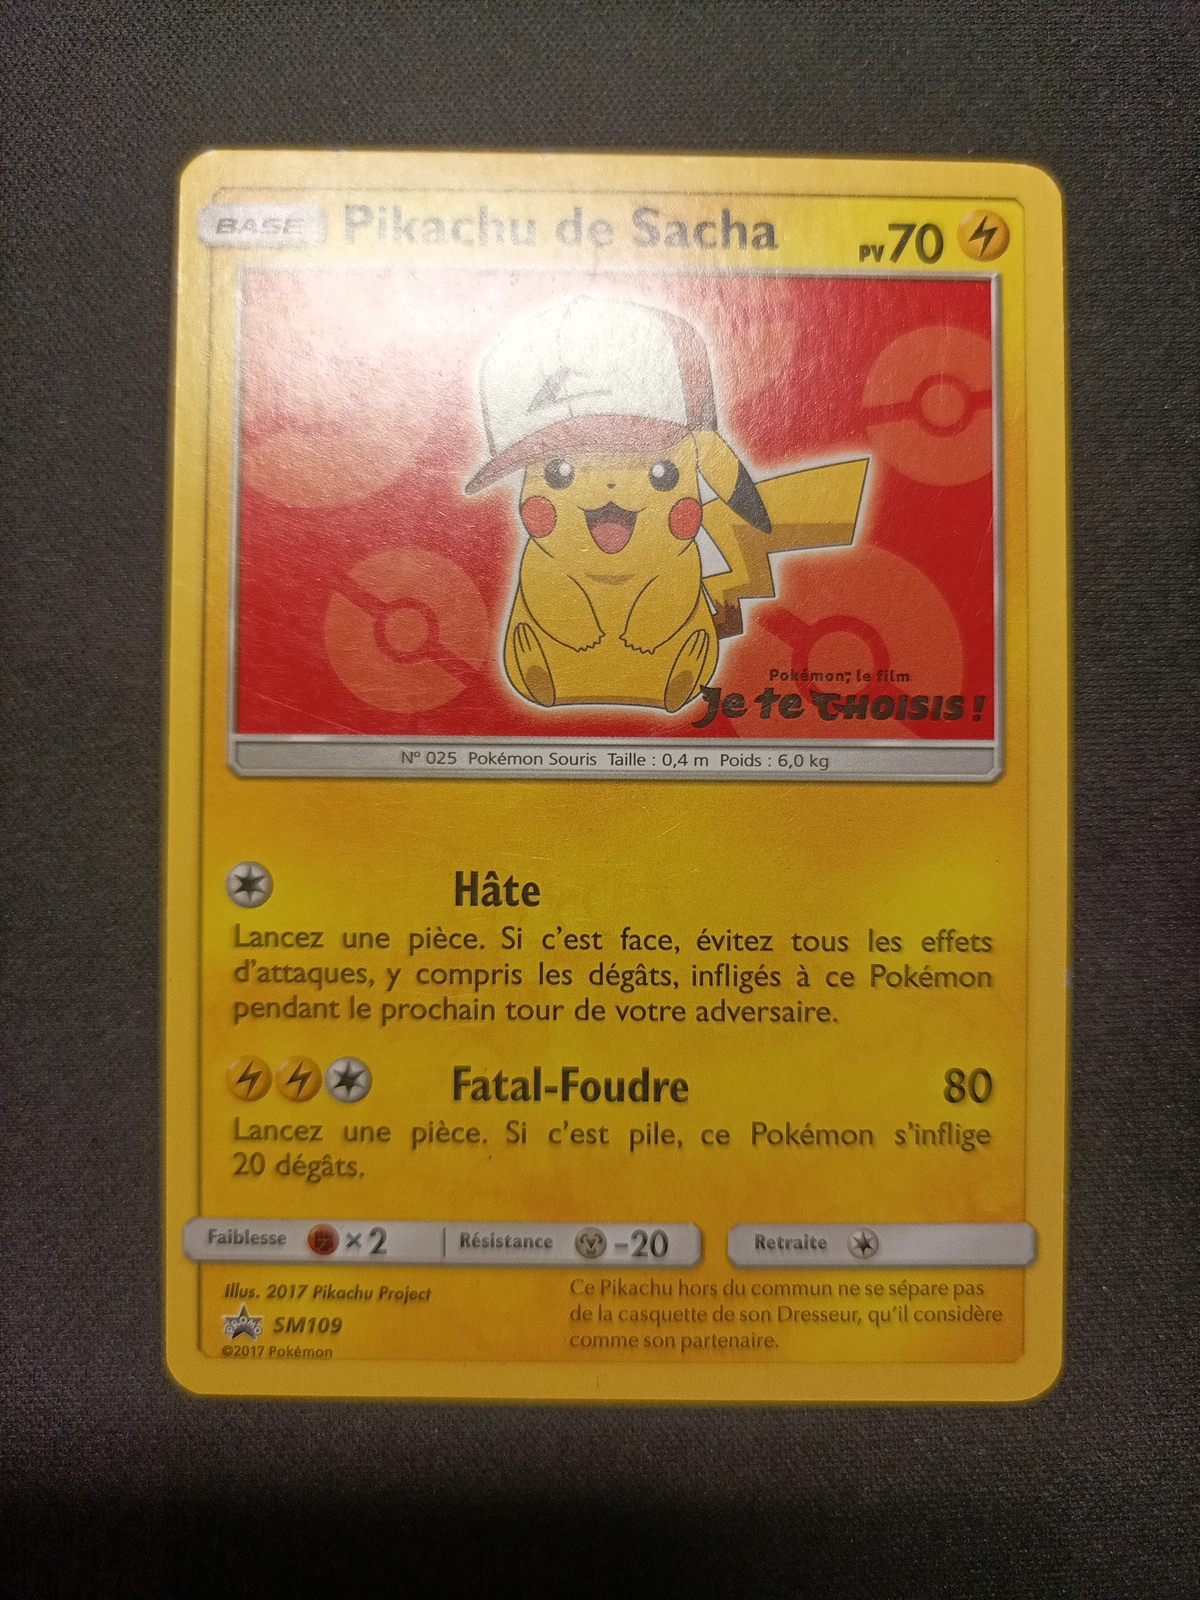 BASE Pikachu de Sacha PV 70
Pokémon, le film
Je te CHOISIS !
N° 025 Pokémon Souris Taille : 0,4 m Poids : 6,0 kg
Hâte
Lancez une pièce. Si c'est face, évitez tous les effets
d'attaques, y compris les dégâts, infligés à ce Pokémon
pendant le prochain tour de votre adversaire.
Fatal-Foudre 80
Lancez une pièce. Si c'est pile, ce Pokémon s'inflige
20 dégâts.
Faiblesse ×2 Résistance -20 Retraite
Illus. 2017 Pikachu Project
PROMO SM109
©2017 Pokémon
Ce Pikachu hors du commun ne se sépare pas
de la casquette de son Dresseur, qu'il considère
comme son partenaire.